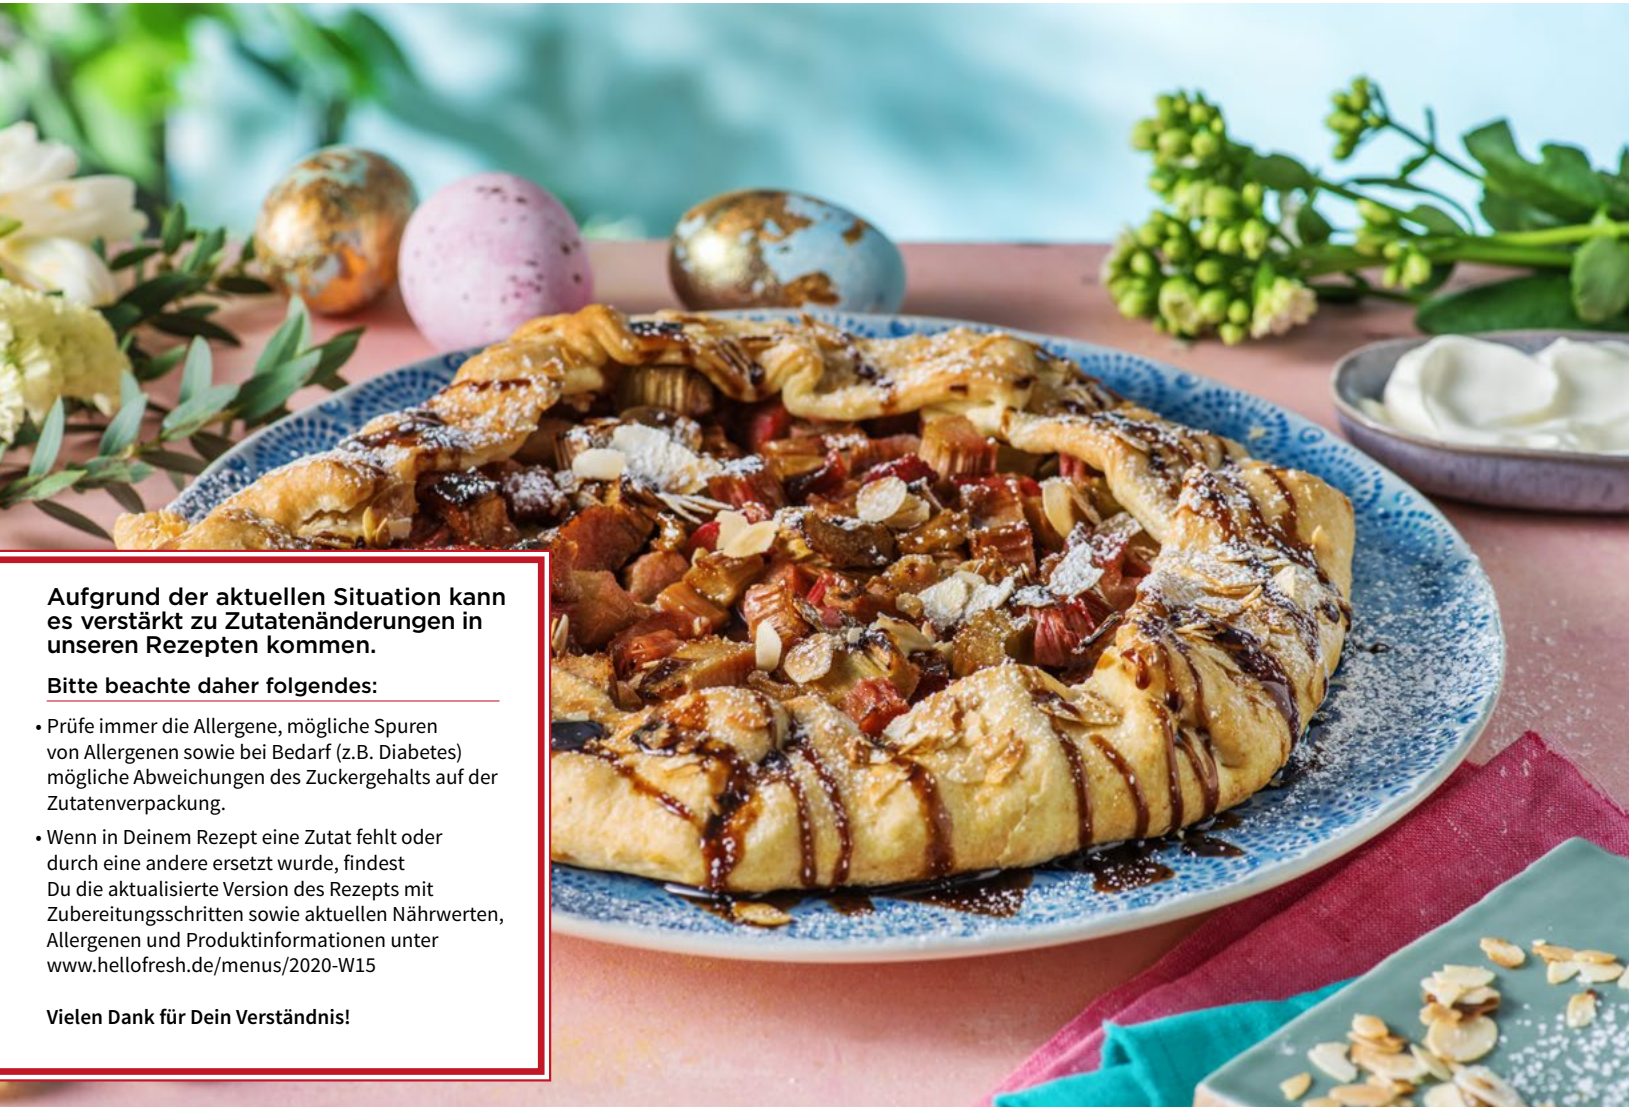 Aufgrund der aktuellen Situation kann
es verstärkt zu Zutatenänderungen in
unseren Rezepten kommen.
Bitte beachte daher folgendes:
• Prüfe immer die Allergene, mögliche Spuren
von Allergenen sowie bei Bedarf (z.B. Diabetes)
mögliche Abweichungen des Zuckergehalts auf der
Zutatenverpackung.
• Wenn in Deinem Rezept eine Zutat fehlt oder
durch eine andere ersetzt wurde, findest
Du die aktualisierte Version des Rezepts mit
Zubereitungsschritten sowie aktuellen Nährwerten,
Allergenen und Produktinformationen unter
www.hellofresh.de/menus/2020-W15
Vielen Dank für Dein Verständnis!